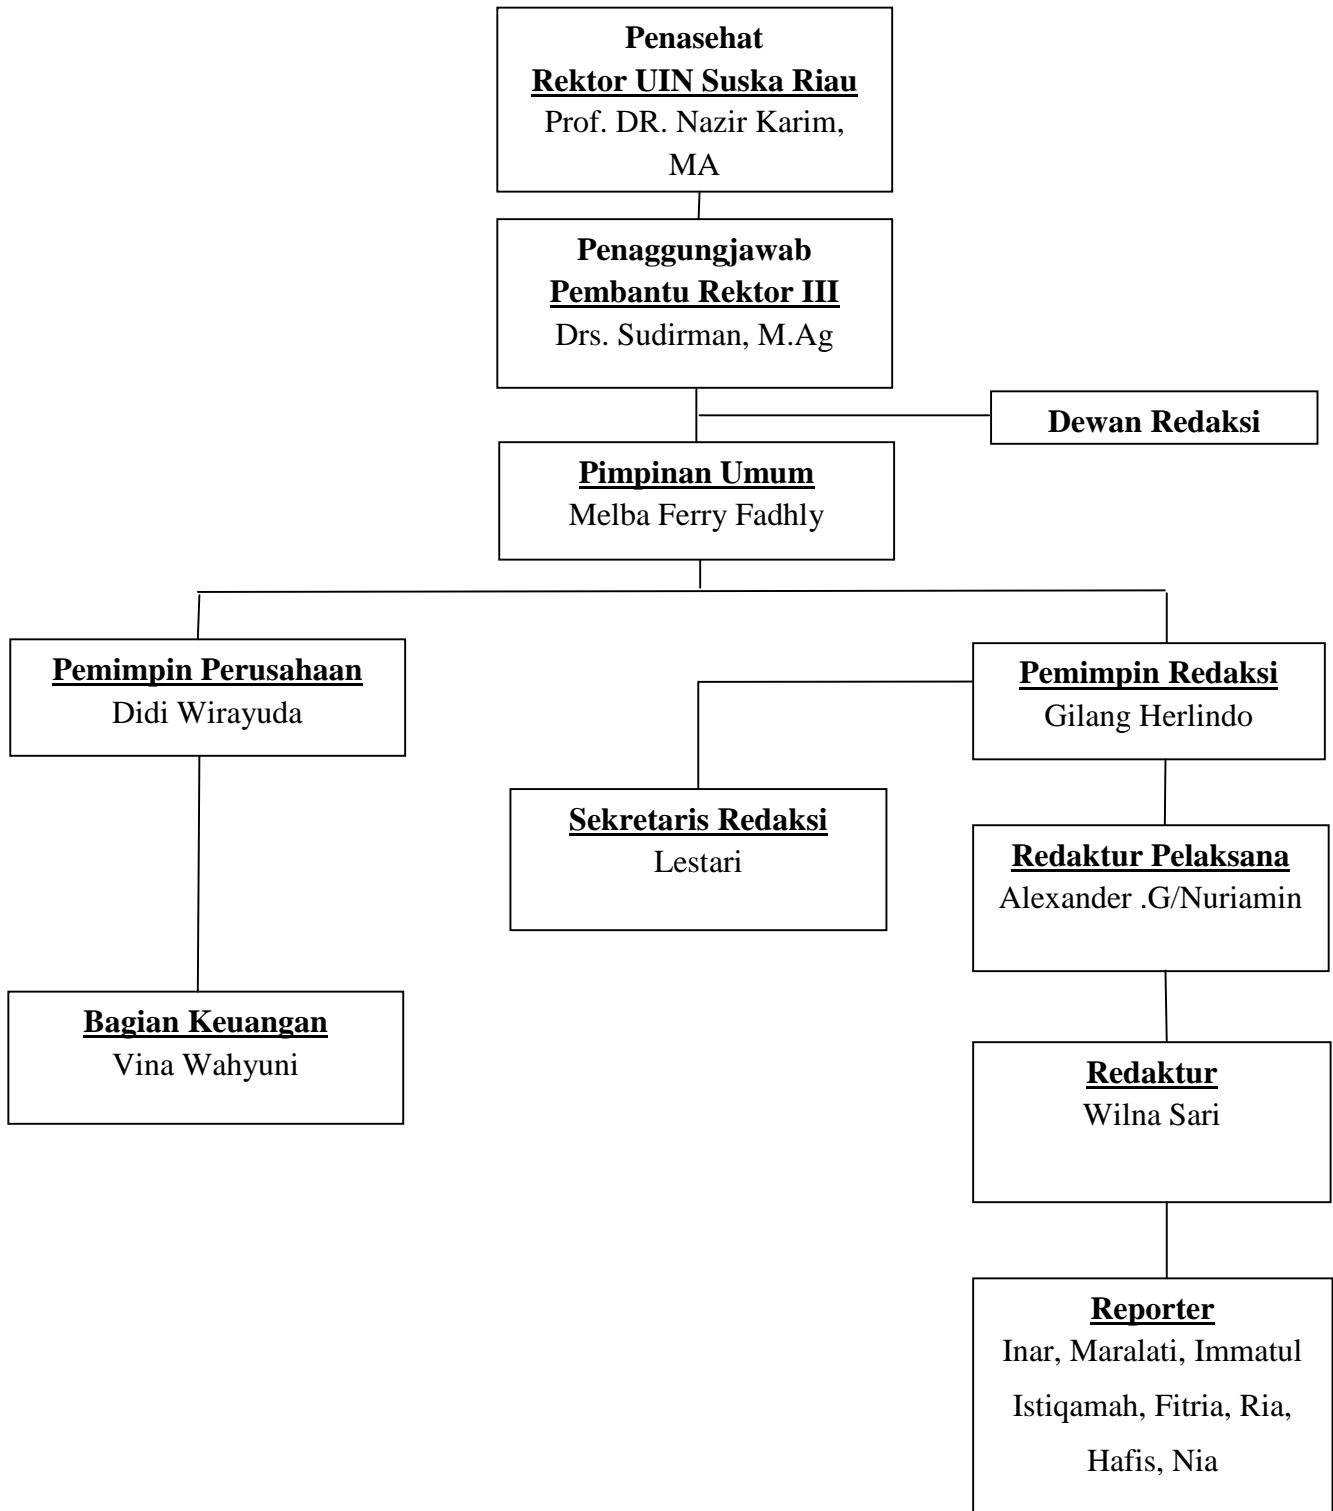 Penasehat
Rektor UIN Suska Riau
Prof. DR. Nazir Karim,
MA
Penaggungjawab
Pembantu Rektor III
Drs. Sudirman, M.Ag
Dewan Redaksi
Pimpinan Umum
Melba Ferry Fadhly
Pemimpin Perusahaan
Didi Wirayuda
Pemimpin Redaksi
Gilang Herlindo
Sekretaris Redaksi
Lestari
Redaktur Pelaksana
Alexander .G/Nuriamin
Bagian Keuangan
Vina Wahyuni
Redaktur
Wilna Sari
Reporter
Inar, Maralati, Immatul
Istiqamah, Fitria, Ria,
Hafis, Nia